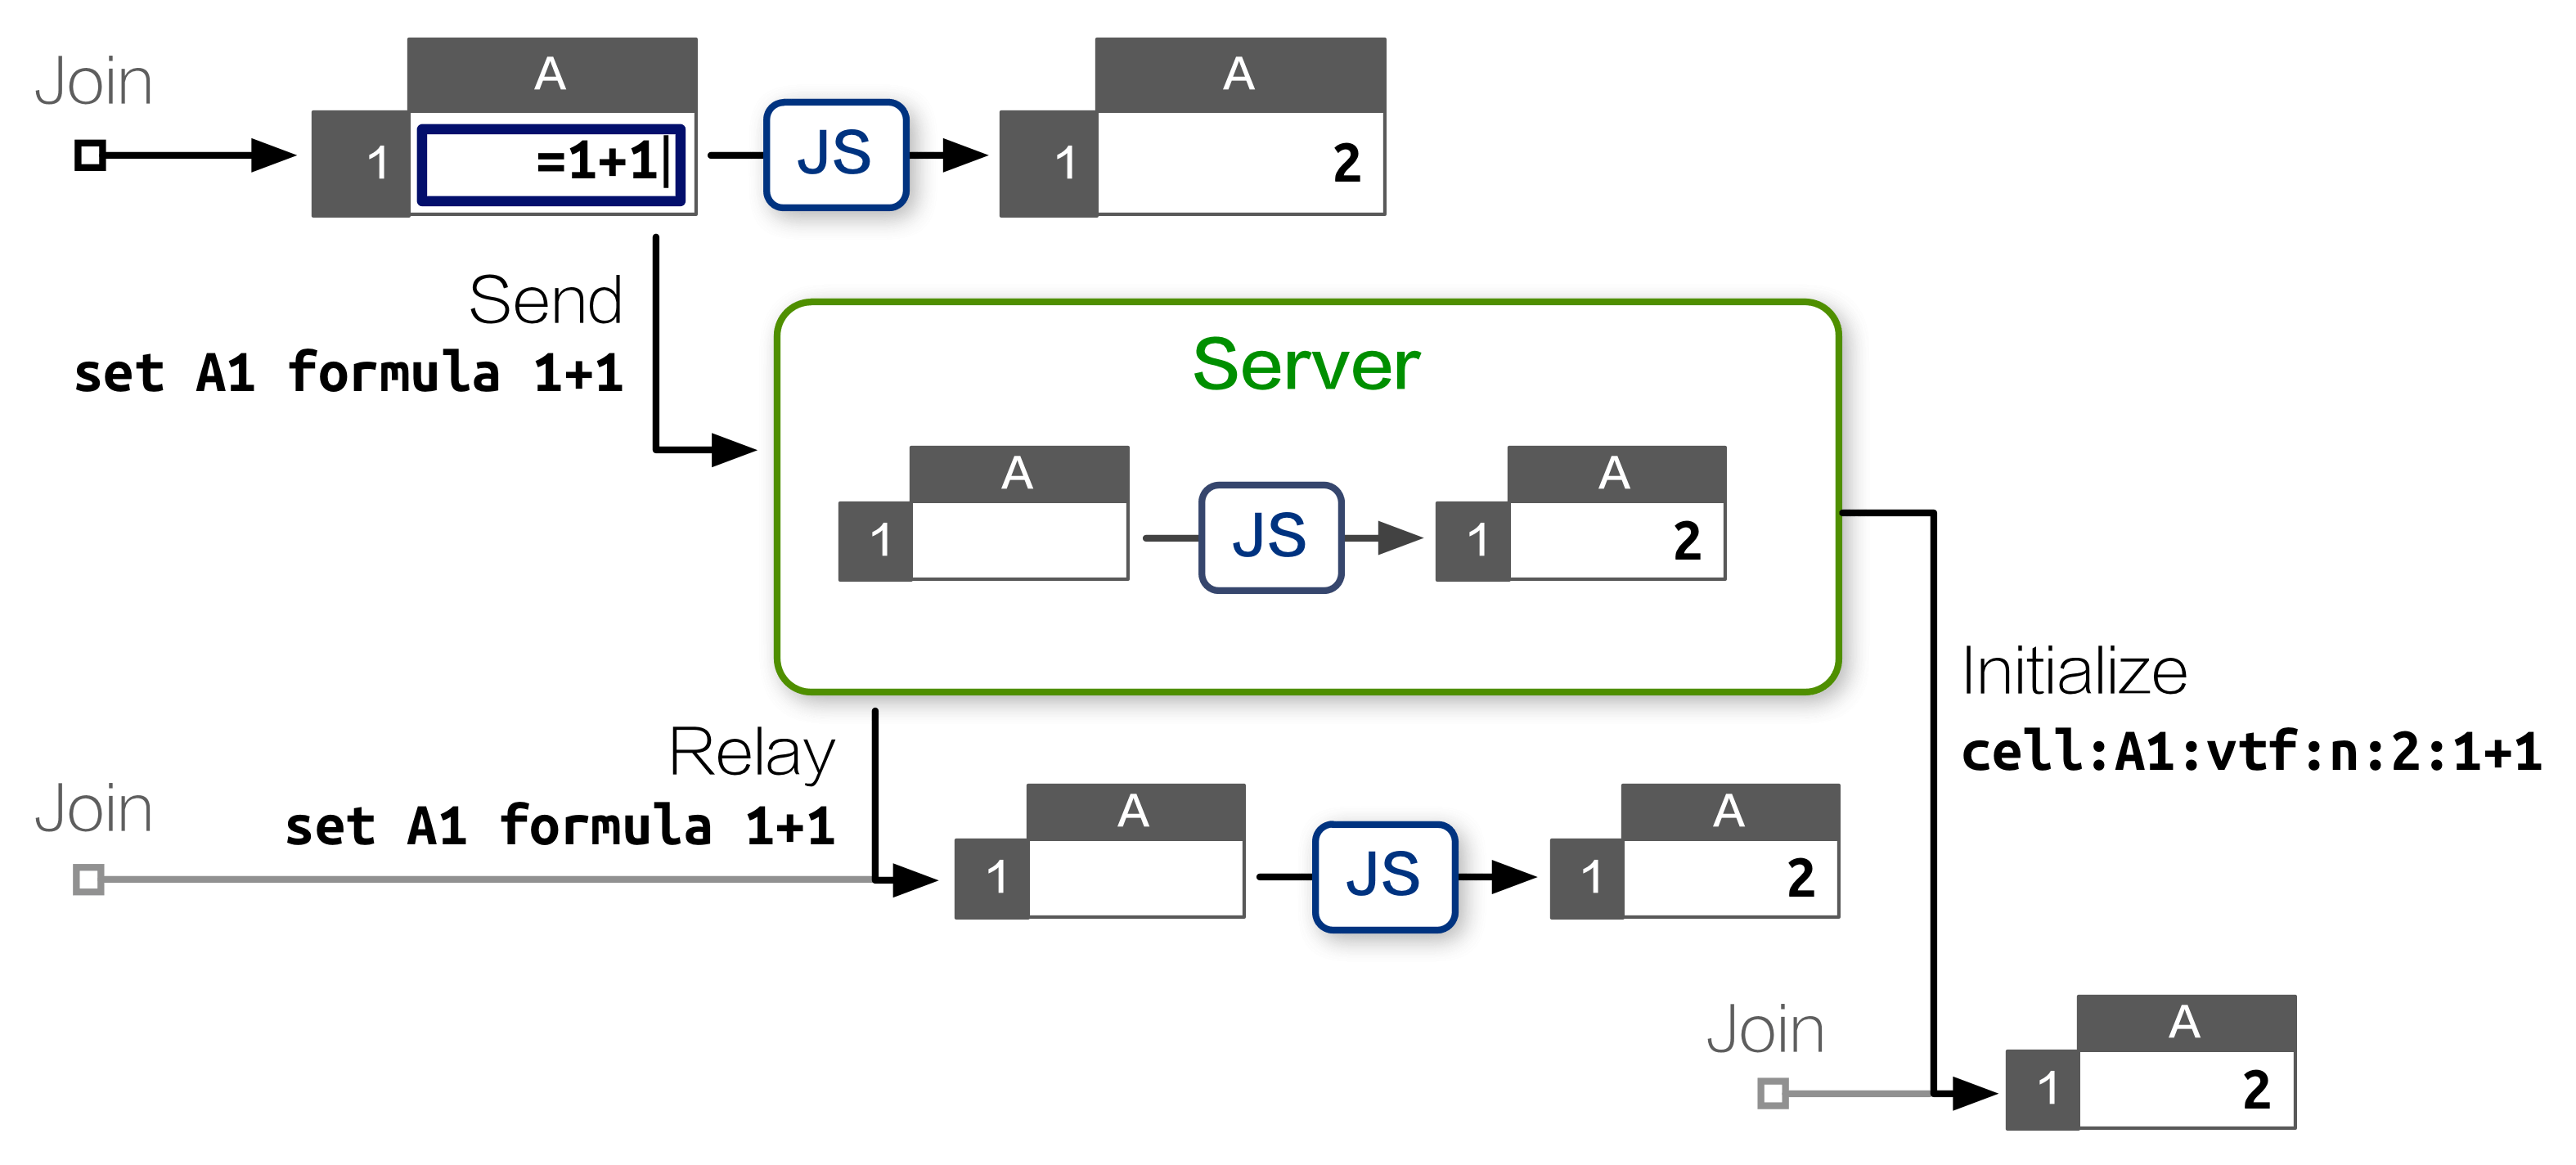 Join
A
1
=1+1
JS
A
1
2
Send
set A1 formula 1+1
Server
A
1
JS
A
1
2
Initialize
cell:A1:vtf:n:2:1+1
Relay
set A1 formula 1+1
Join
A
1
JS
A
1
2
Join
A
1
2